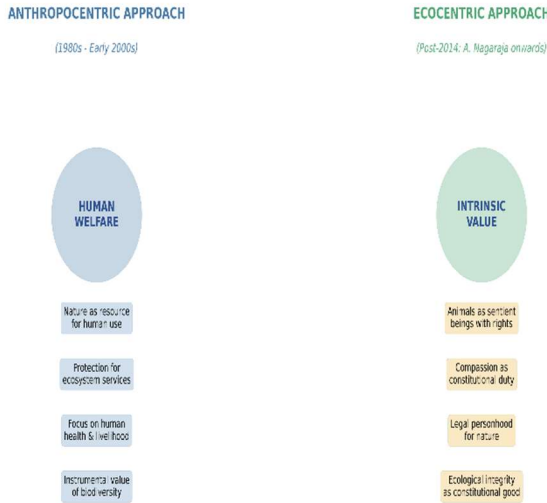 ANTHROPOCENTRIC APPROACH
(1980s - Early 2000s)
HUMAN
WELFARE
Nature as resource
for human use
Protection for
ecosystem services
Focus on human
health & livelihood
Instrumental value
of biodiversity
ECOCENTRIC APPROACH
(Post-2014: A. Nagaraja onwards)
INTRINSIC
VALUE
Animals as sentient
beings with rights
Compassion as
constitutional duty
Legal personhood
for nature
Ecological integrity
as constitutional good